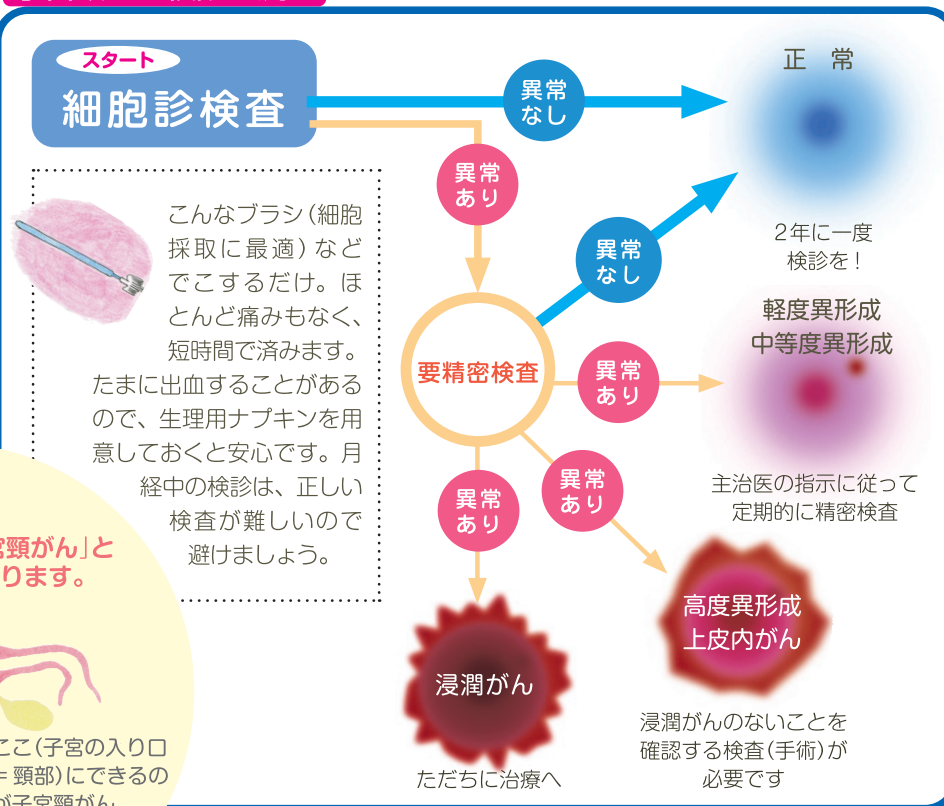 スタート
細胞診検査
異常
なし
正 常
2年に一度
検診を！
異常
あり
異常
なし
要精密検査
異常
あり
軽度異形成
中等度異形成
主治医の指示に従って
定期的に精密検査
異常
あり
高度異形成
上皮内がん
浸潤がんのないことを
確認する検査（手術）が
必要です
異常
あり
浸潤がん
ただちに治療へ
こんなブラシ（細胞
採取に最適）など
でこするだけ。ほ
とんど痛みもなく、
短時間で済みます。
たまに出血することがある
ので、生理用ナプキンを用
意しておくと安心です。月
経中の検診は、正しい
検査が難しいので
避けましょう。
頸がん」と
ります。
ここ（子宮の入り口
＝頸部）にできるの
が子宮頸がん